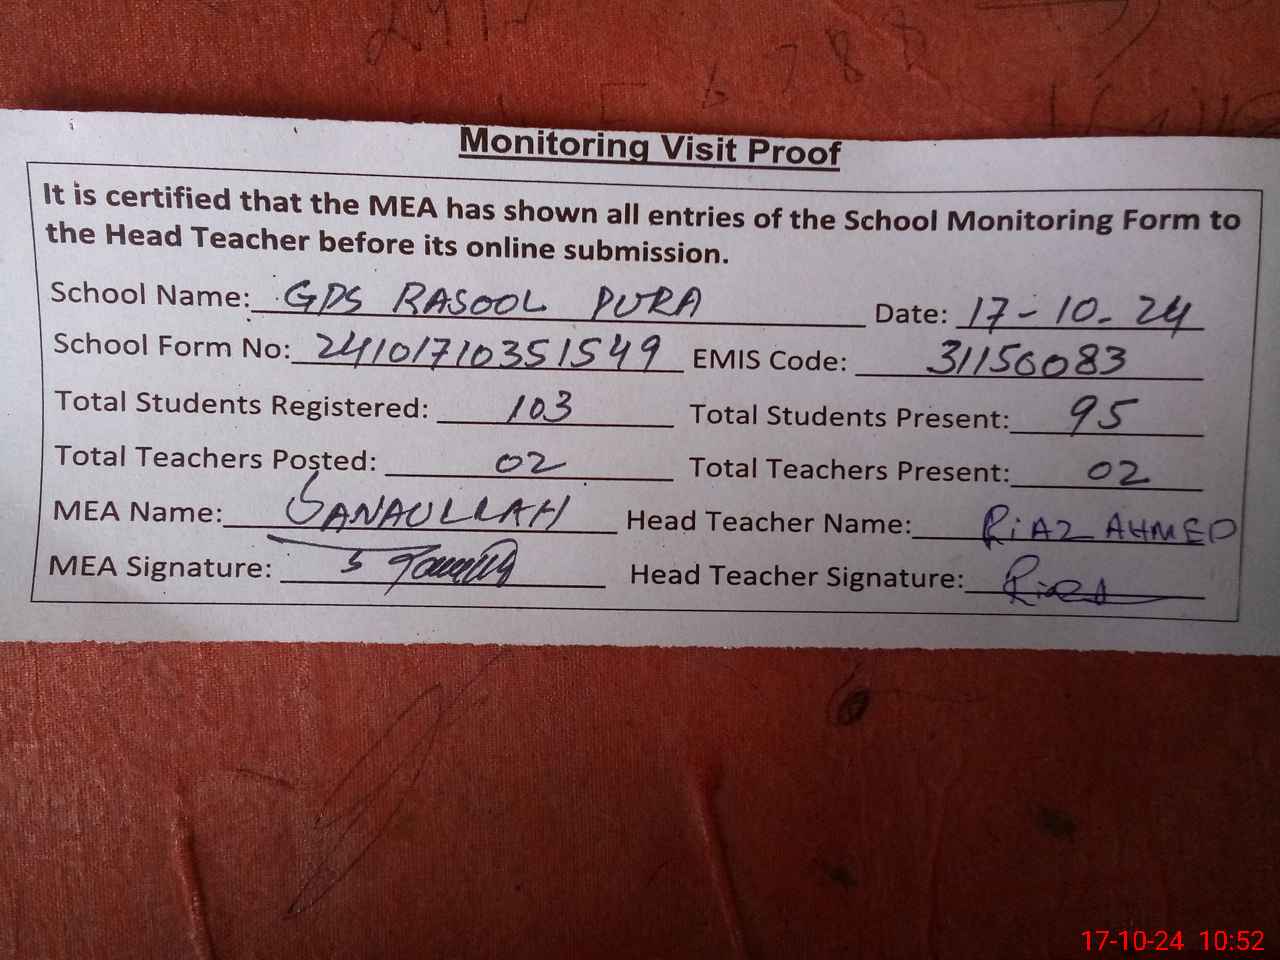 6 7 8 8
Monitoring Visit Proof
It is certified that the MEA has shown all entries of the School Monitoring Form to
the Head Teacher before its online submission.
School Name: GPS RASOOL PURA Date: 17-10-24
School Form No: 241017103515​49 EMIS Code: 31150083
Total Students Registered: 103 Total Students Present: 95
Total Teachers Posted: 02 Total Teachers Present: 02
MEA Name: SANAULLAH Head Teacher Name: RiAZ AHMED
MEA Signature: Head Teacher Signature:
17-10-24 10:52